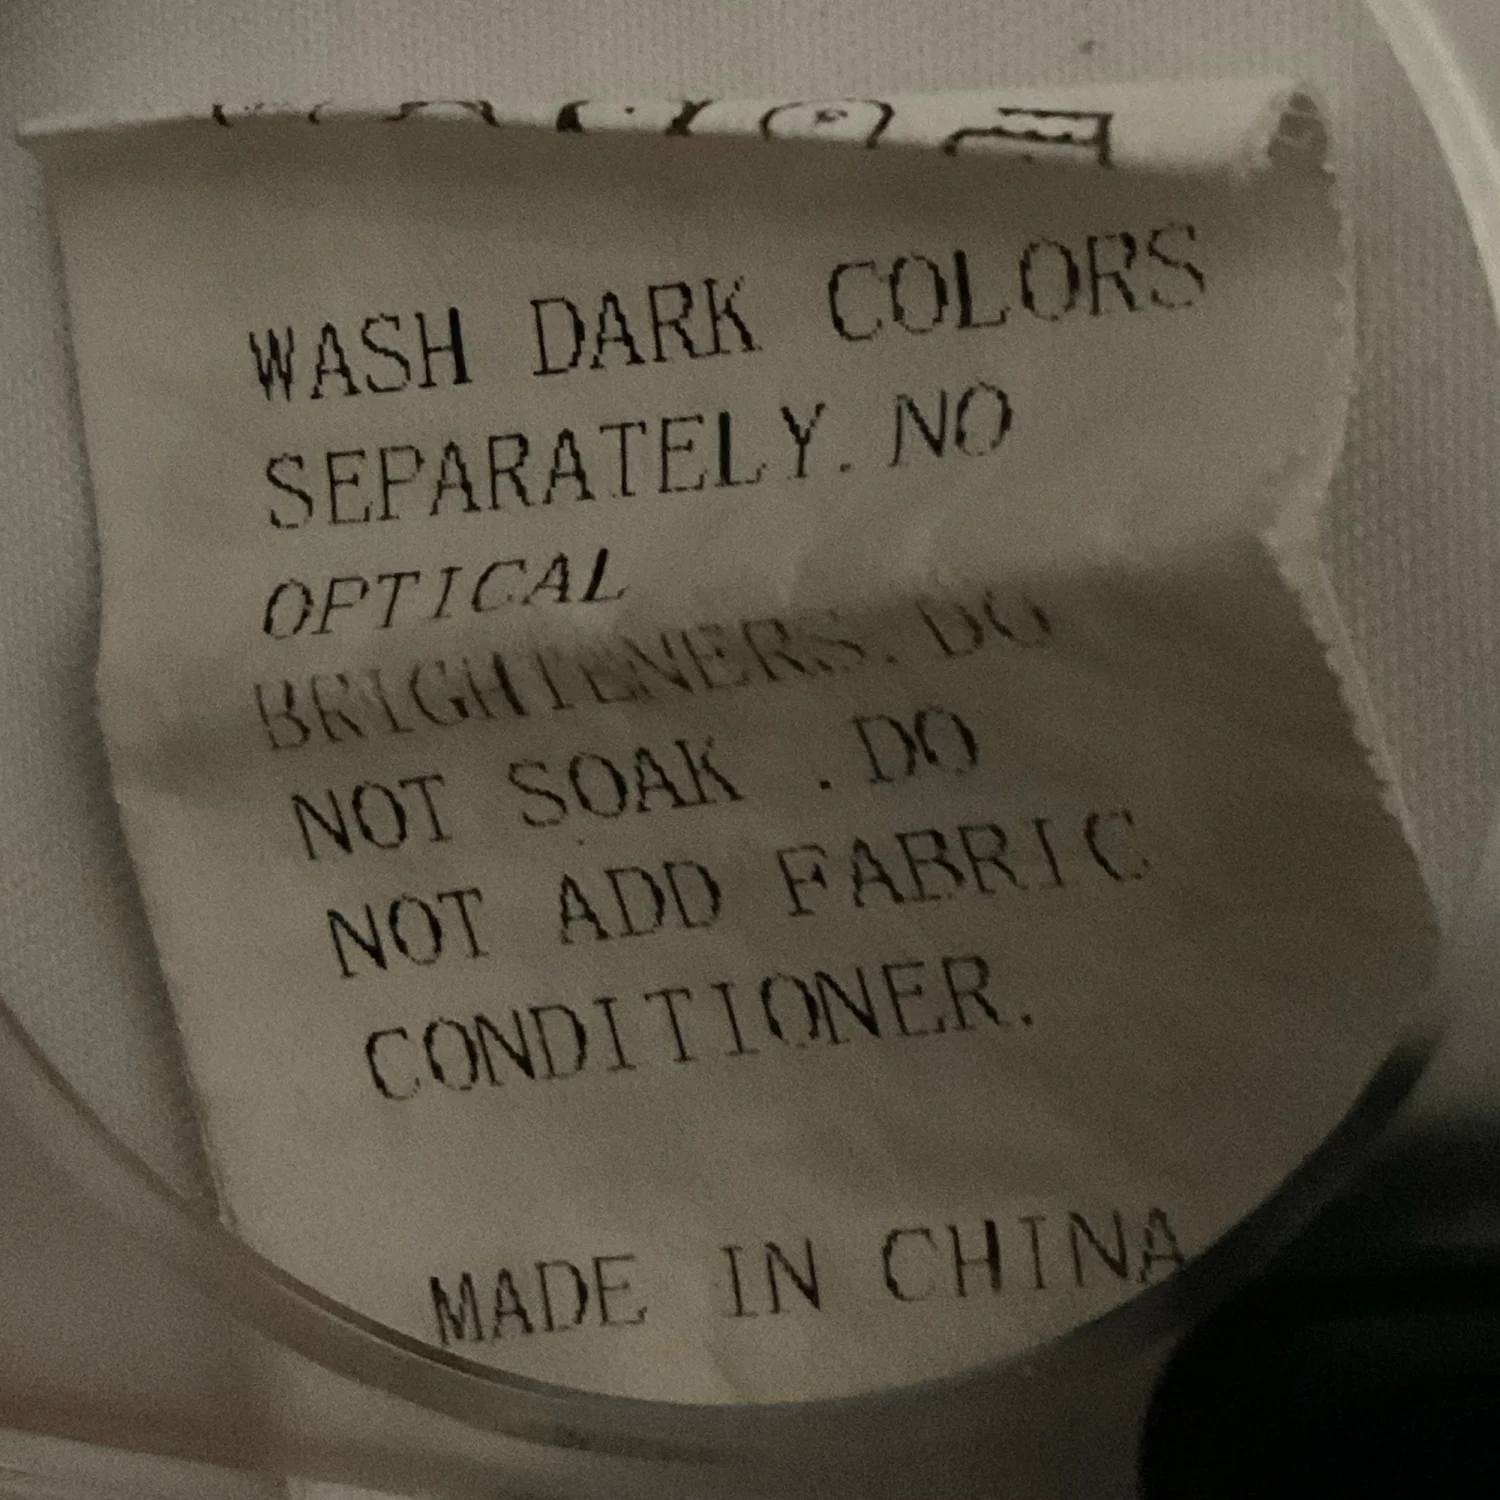 WASH DARK COLORS
SEPARATELY. NO
OPTICAL
BRIGHTENERS. DO
NOT SOAK . DO
NOT ADD FABRIC
CONDITIONER.
MADE IN CHINA